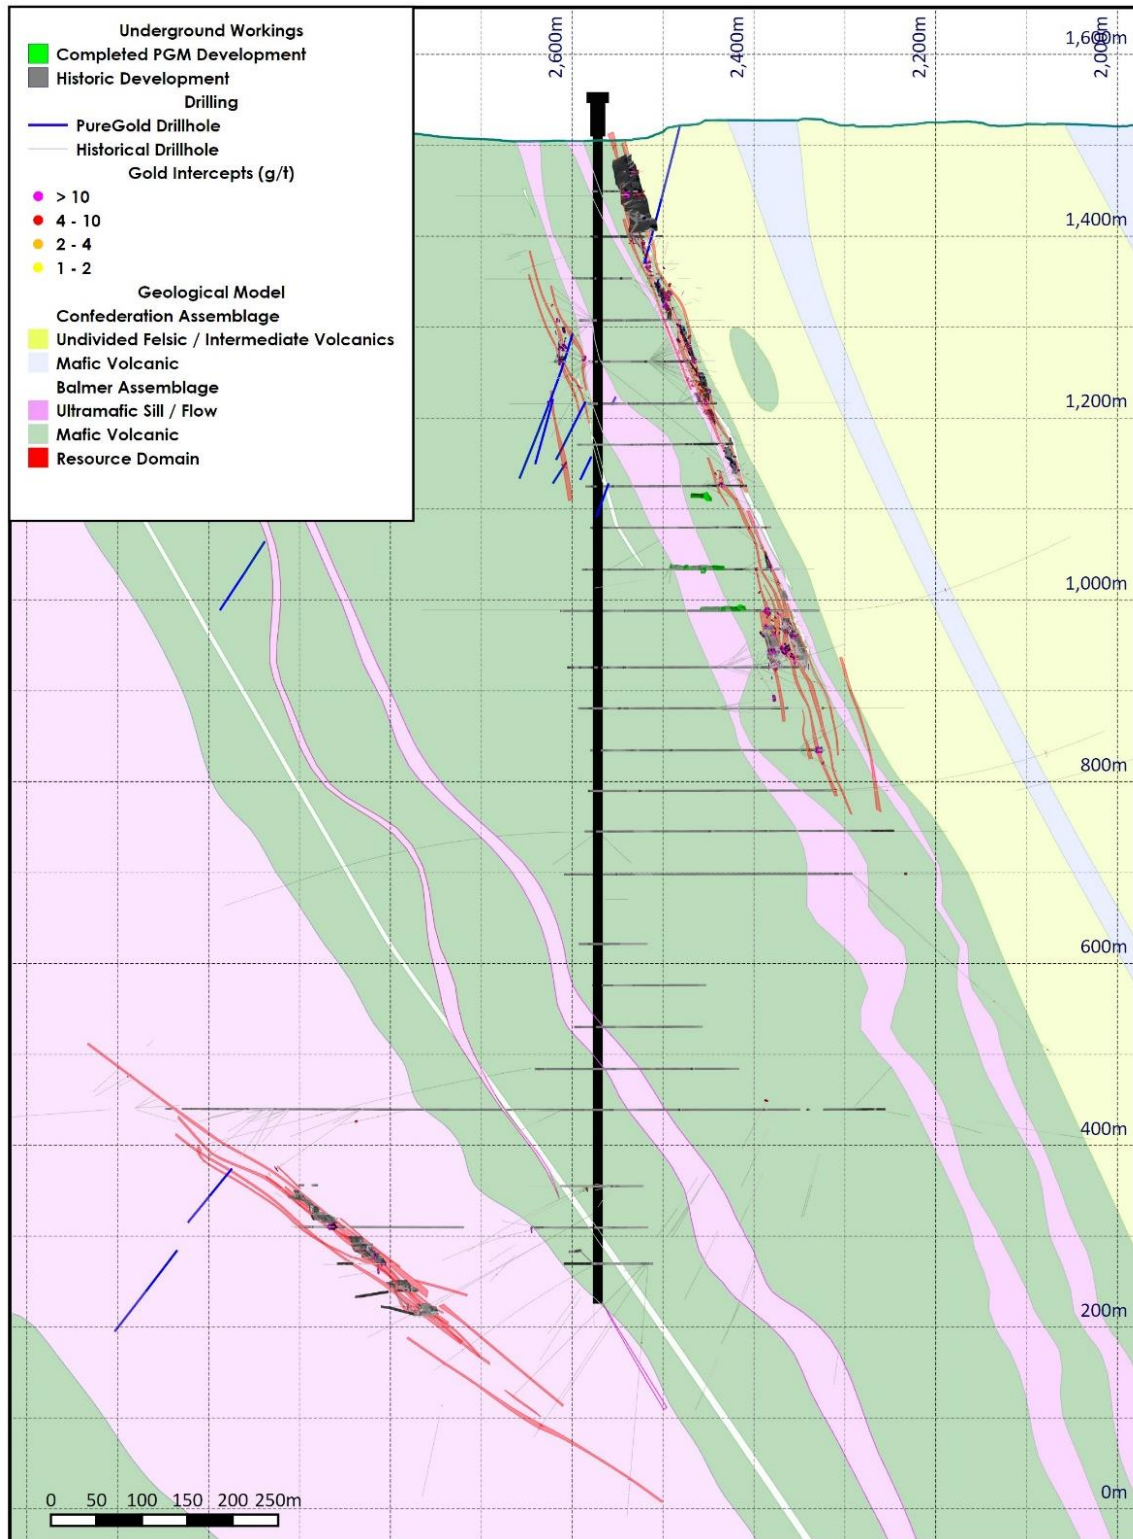 Underground Workings
Completed PGM Development
Historic Development
Drilling
PureGold Drillhole
Historical Drillhole
Gold Intercepts (g/t)
> 10
4 - 10
2 - 4
1 - 2
Geological Model
Confederation Assemblage
Undivided Felsic / Intermediate Volcanics
Mafic Volcanic
Balmer Assemblage
Ultramafic Sill / Flow
Mafic Volcanic
Resource Domain
2,600m
2,400m
2,200m
2,000m
1,600m
1,400m
1,200m
1,000m
800m
600m
400m
200m
0m
0 50 100 150 200 250m